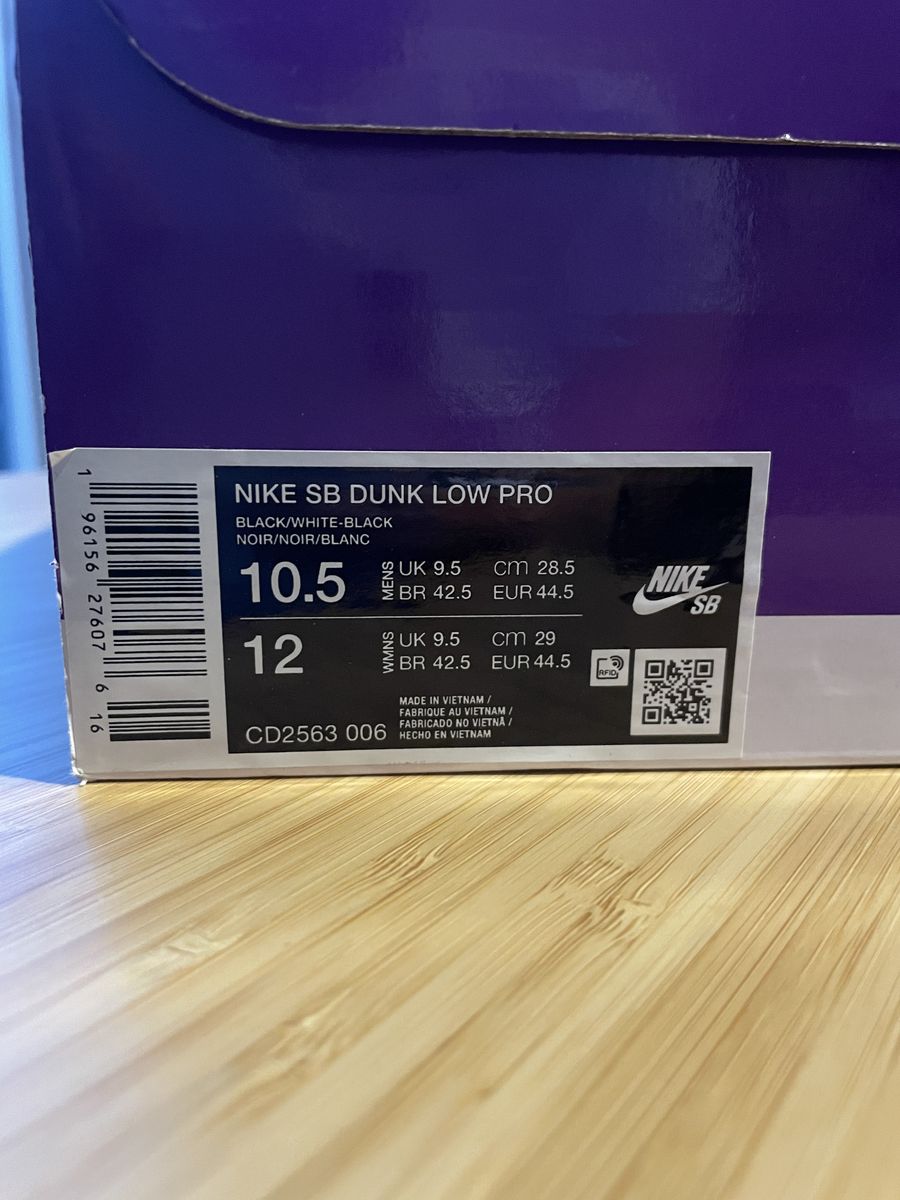 1 96156 27607 6 16
NIKE SB DUNK LOW PRO
BLACK/WHITE-BLACK
NOIR/NOIR/BLANC
10.5 MENS UK 9.5 cm 28.5
BR 42.5 EUR 44.5
12 WMNS UK 9.5 cm 29
BR 42.5 EUR 44.5
CD2563 006
MADE IN VIETNAM /
FABRIQUE AU VIETNAM /
FABRICADO NO VIETNÃ /
HECHO EN VIETNAM
NIKE
SB
RFID